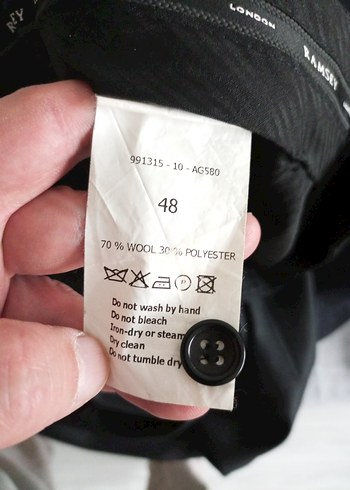 LONDON
RAMSEY
991315 - 10 - AG580
48
70 % WOOL 30 % POLYESTER
Do not wash by hand
Do not bleach
Iron-dry or steam
Dry clean
Do not tumble dry